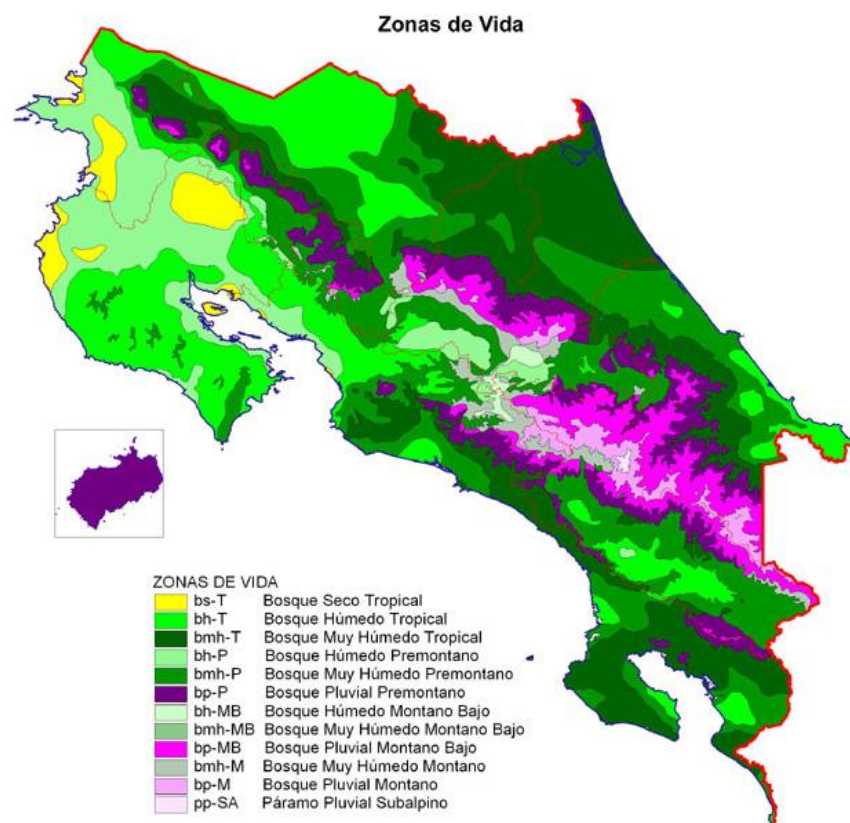 Zonas de Vida
ZONAS DE VIDA
bs-T Bosque Seco Tropical
bh-T Bosque Húmedo Tropical
bmh-T Bosque Muy Húmedo Tropical
bh-P Bosque Húmedo Premontano
bmh-P Bosque Muy Húmedo Premontano
bp-P Bosque Pluvial Premontano
bh-MB Bosque Húmedo Montano Bajo
bmh-MB Bosque Muy Húmedo Montano Bajo
bp-MB Bosque Pluvial Montano Bajo
bmh-M Bosque Muy Húmedo Montano
bp-M Bosque Pluvial Montano
pp-SA Páramo Pluvial Subalpino